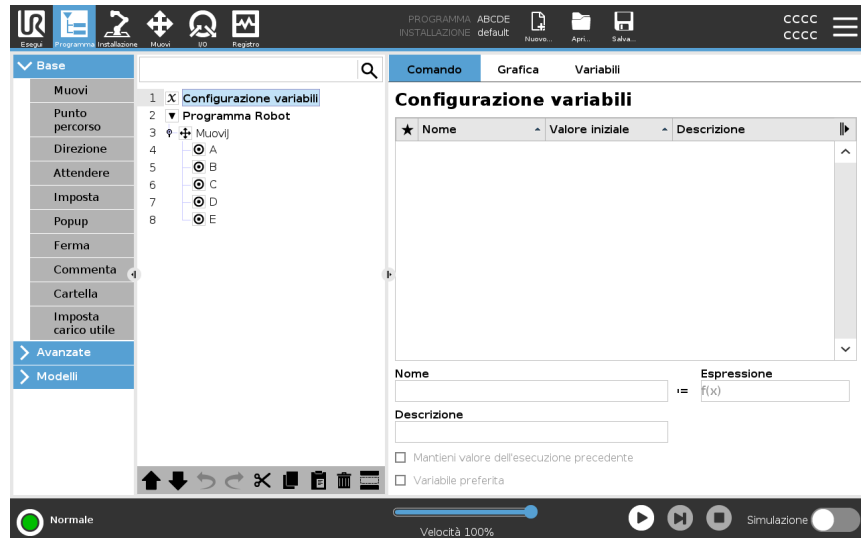 PROGRAMMA ABCDE
INSTALLAZIONE default
Nuovo...
Apri...
Salva...
CCCC
CCCC
Esegui
Programma
Installazione
Muovi
I/O
Registro
Base
Muovi
Punto
percorso
Direzione
Attendere
Imposta
Popup
Ferma
Commenta
Cartella
Imposta
carico utile
Avanzate
Modelli
1 X Configurazione variabili
2 Programma Robot
3 MuoviJ
4 A
5 B
6 C
7 D
8 E
Comando
Grafica
Variabili
Configurazione variabili
Nome
Valore iniziale
Descrizione
Nome
Espressione
:=
f(x)
Descrizione
Mantieni valore dell'esecuzione precedente
Variabile preferita
Normale
Velocità 100%
Simulazione